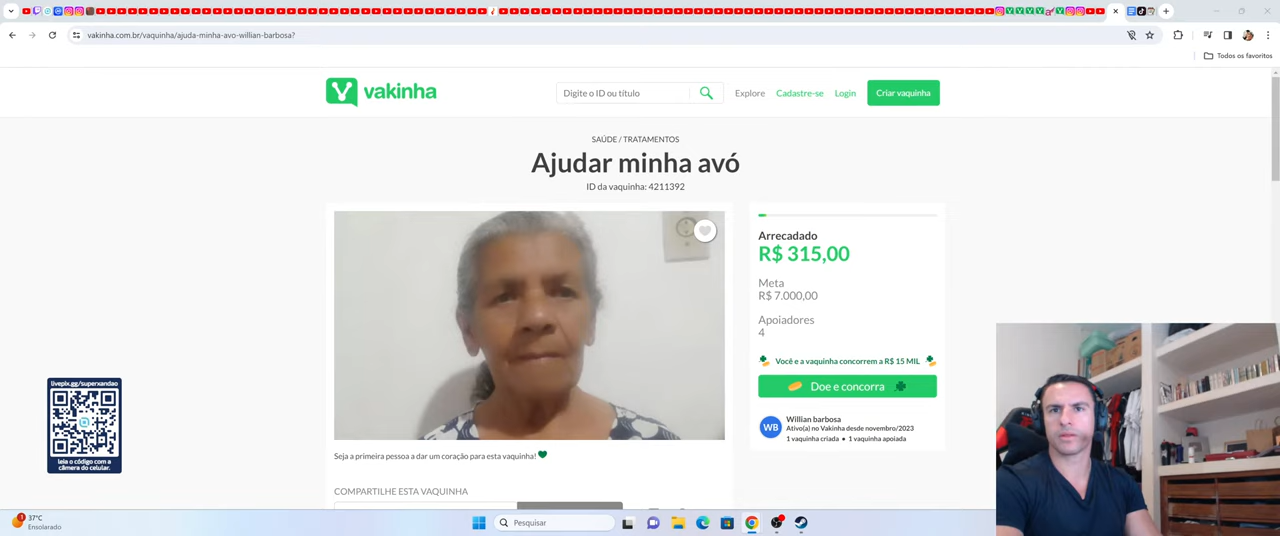 vakinha.com.br/vaquinha/ajuda-minha-avo-willian-barbosa?
Todos os favoritos
vakinha
Digite o ID ou título
Explore
Cadastre-se
Login
Criar vaquinha
SAÚDE / TRATAMENTOS
Ajudar minha avó
ID da vaquinha: 4211392
Arrecadado
R$ 315,00
Meta
R$ 7.000,00
Apoiadores
4
Você e a vaquinha concorrem a R$ 15 MIL
Doe e concorra
WB
Willian barbosa
Ativo(a) no Vakinha desde novembro/2023
1 vaquinha criada • 1 vaquinha apoiada
livepix.gg/superxandao
leia o código com a
câmera do celular.
Seja a primeira pessoa a dar um coração para esta vaquinha!
COMPARTILHE ESTA VAQUINHA
1
37°C
Ensolarado
Pesquisar